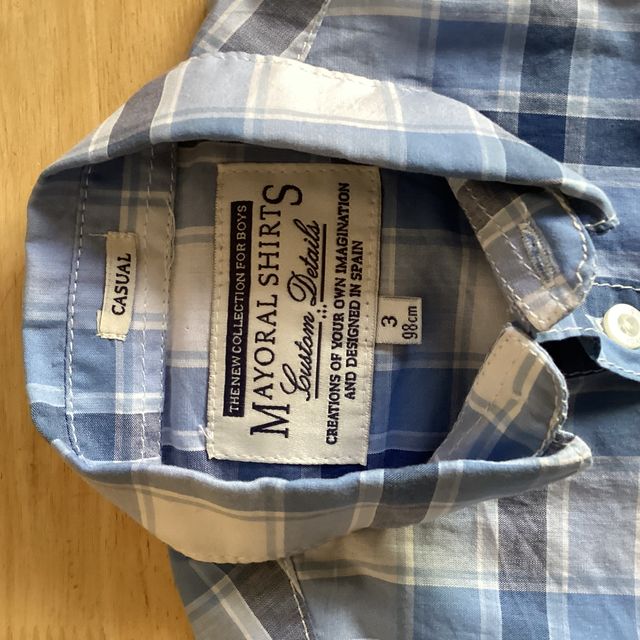 CASUAL
THE NEW COLLECTION FOR BOYS
MAYORAL SHIRTS
Custom Details
CREATIONS OF YOUR OWN IMAGINATION
AND DESIGNED IN SPAIN
3
98cm